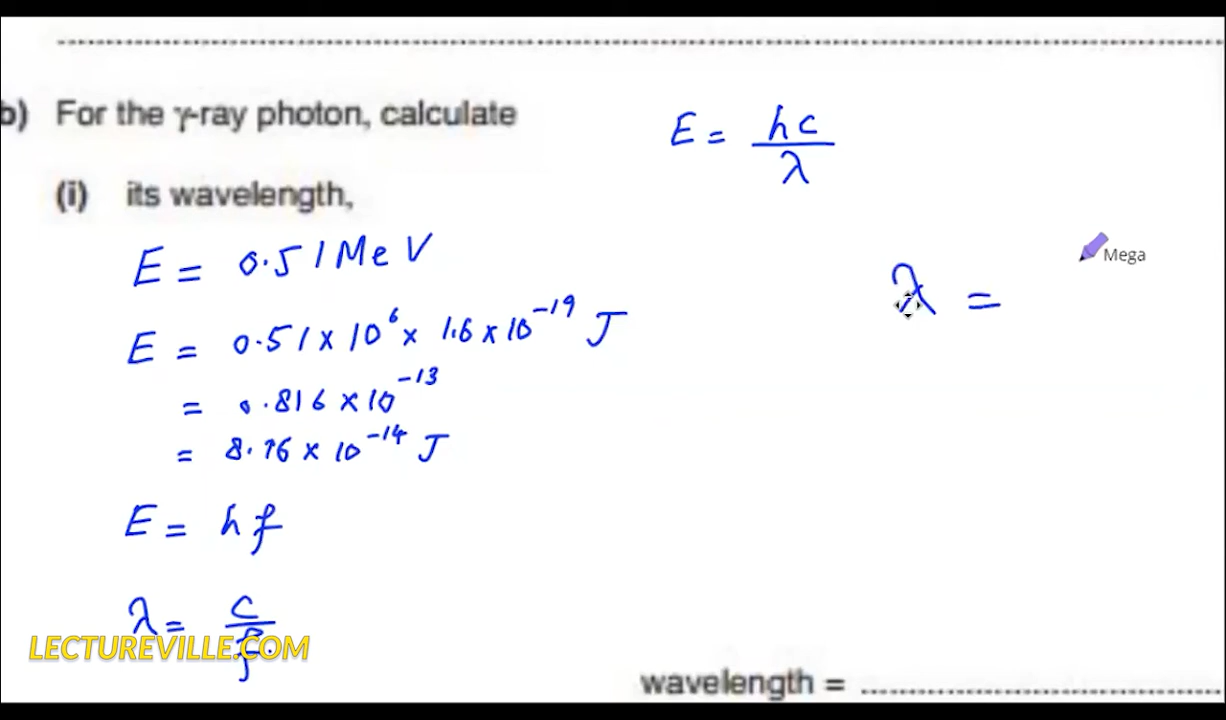 b) For the γ-ray photon, calculate
E = hc/λ
(i) its wavelength,
E = 0.51 MeV
Mega
E = 0.51 × 10⁶ × 1.6 × 10⁻¹⁹ J
λ =
= 0.816 × 10⁻¹³
= 8.76 × 10⁻¹⁴ J
E = hf
λ = c/f
LECTUREVILLE.COM
wavelength = ........................